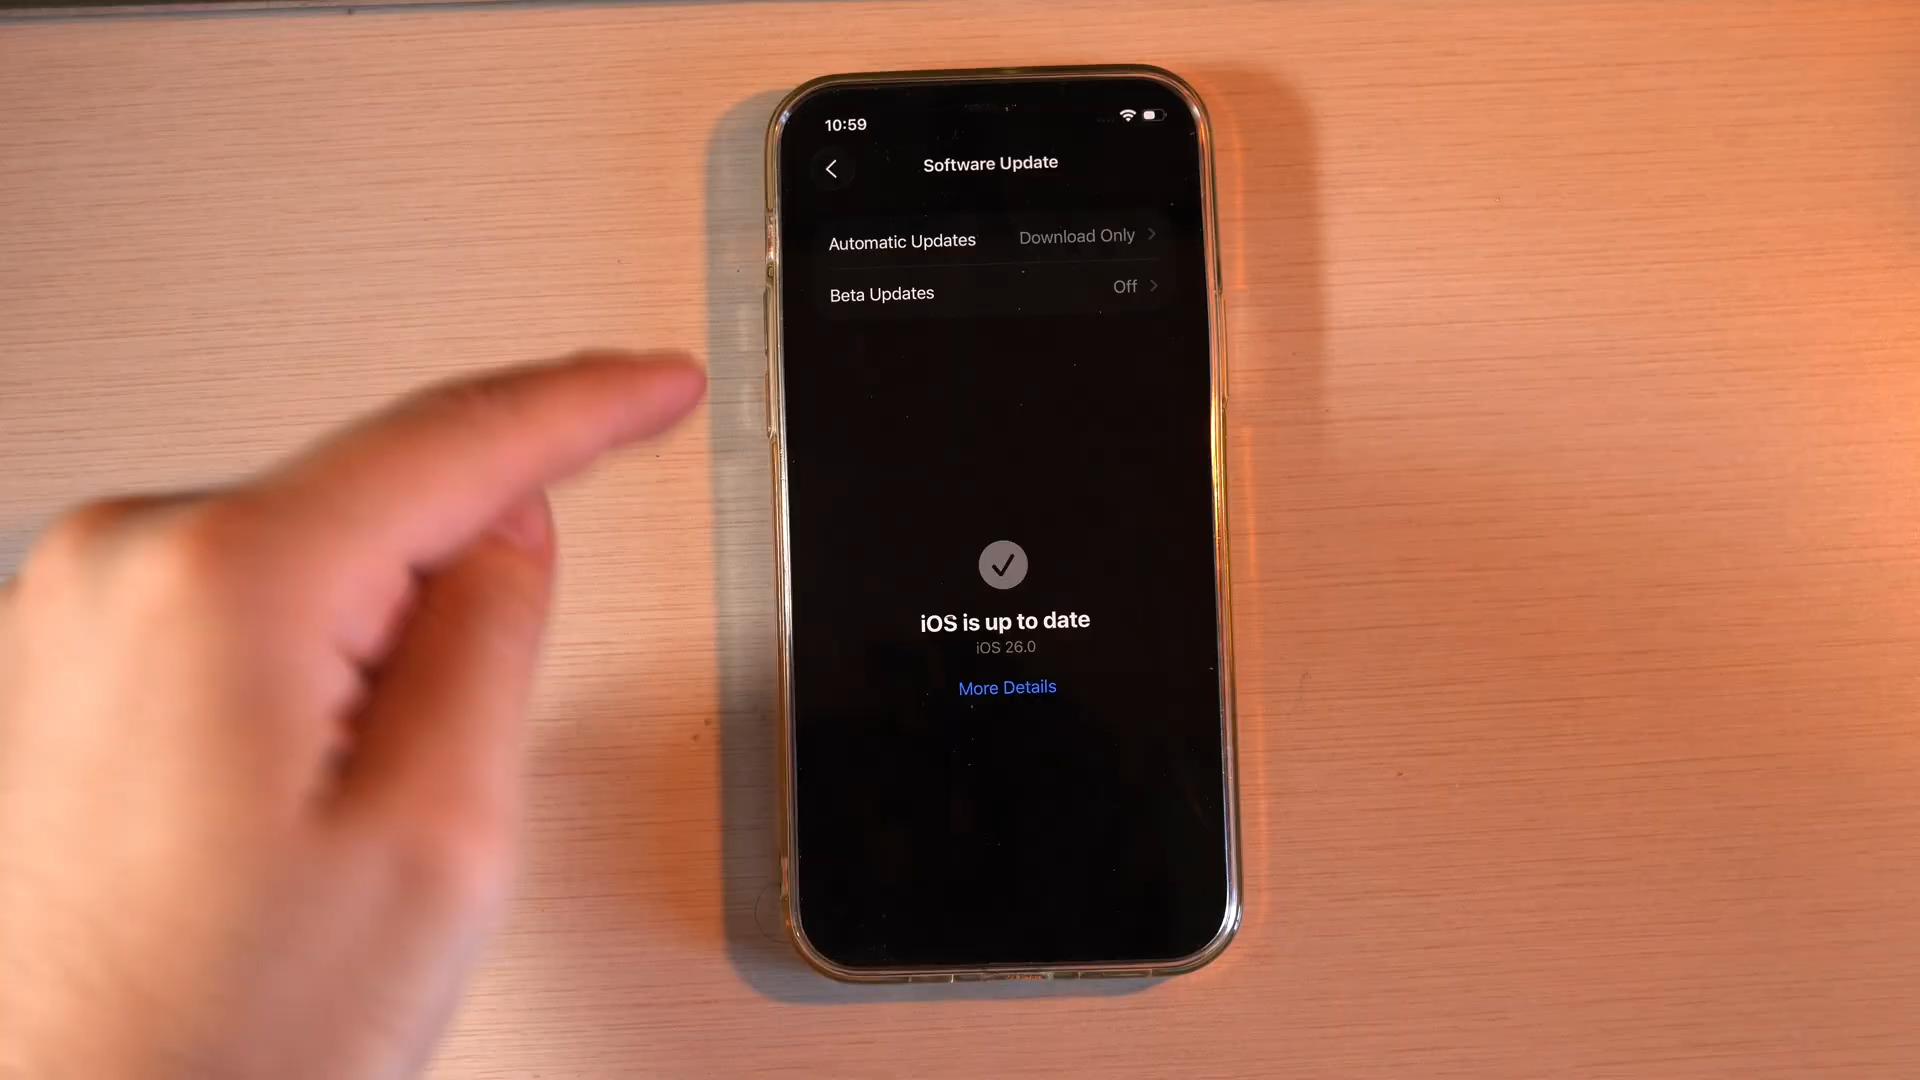 10:59
Software Update
Automatic Updates Download Only
Beta Updates Off
iOS is up to date
iOS 26.0
More Details